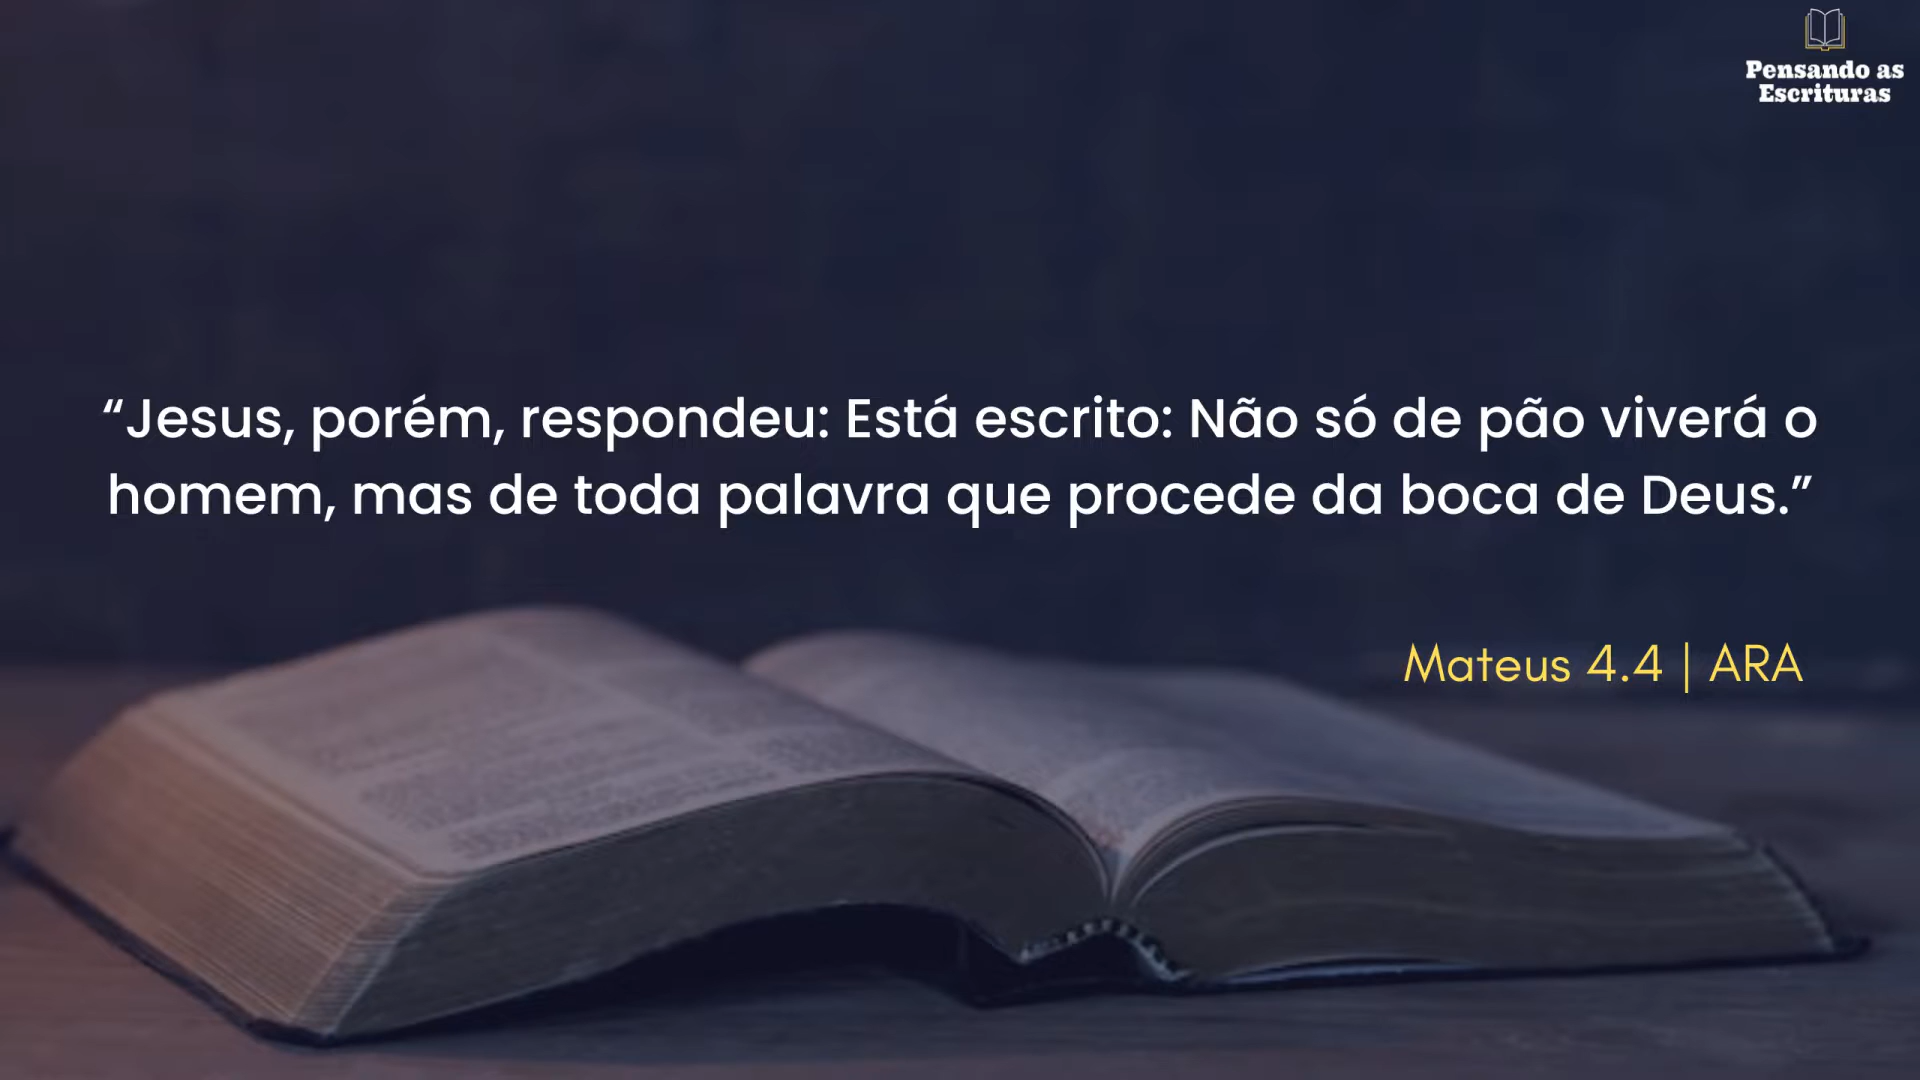 Pensando as
Escrituras
“Jesus, porém, respondeu: Está escrito: Não só de pão viverá o
homem, mas de toda palavra que procede da boca de Deus.”
Mateus 4.4 | ARA